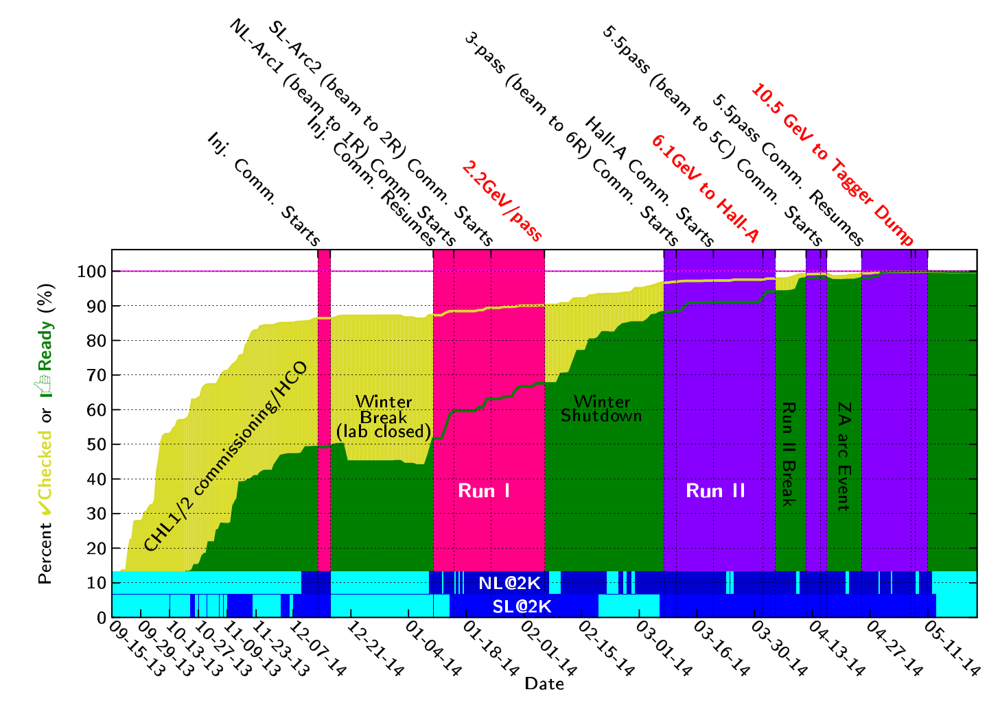 SL-Arc2 (beam to 2R) Comm. Starts
NL-Arc1 (beam to 1R) Comm. Starts
Inj. Comm. Resumes
Inj. Comm. Starts
2.2GeV/pass
3-pass (beam to 6R) Comm. Starts
5.5pass (beam to 5C) Comm. Starts
Hall-A Comm. Starts
6.1GeV to Hall-A
5.5pass Comm. Resumes
10.5 GeV to Tagger Dump
100
90
80
70
60
50
40
30
20
10
0
Percent ✔Checked or 👍Ready (%)
CHL1/2 commissioning/HCO
Winter
Break
(lab closed)
Run I
Winter
Shutdown
Run II
Run II Break
ZA arc Event
NL@2K
SL@2K
09-15-13
09-29-13
10-13-13
10-27-13
11-09-13
11-23-13
12-07-14
12-21-14
01-04-14
01-18-14
02-01-14
02-15-14
03-01-14
03-16-14
03-30-14
04-13-14
04-27-14
05-11-14
Date